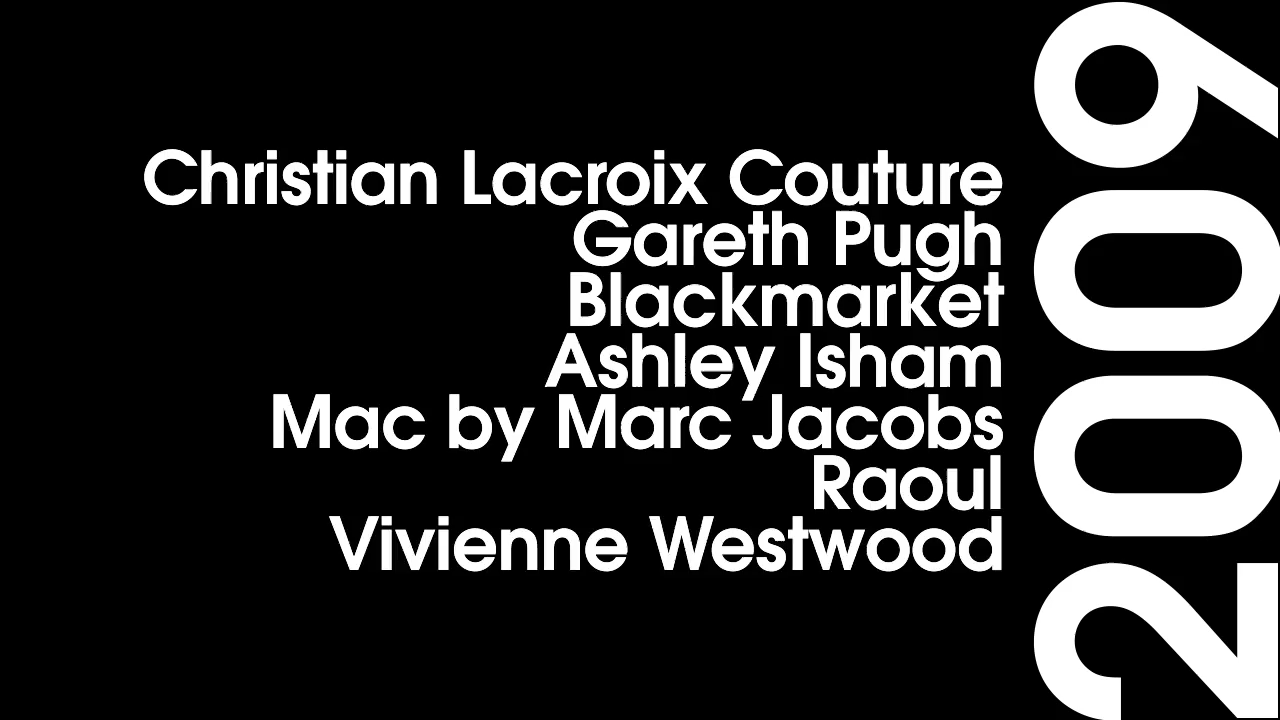 Christian Lacroix Couture
Gareth Pugh
Blackmarket
Ashley Isham
Mac by Marc Jacobs
Raoul
Vivienne Westwood
2009